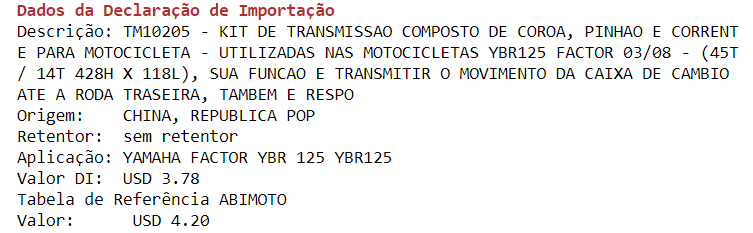 Dados da Declaração de Importação
Descrição: TM10205 - KIT DE TRANSMISSAO COMPOSTO DE COROA, PINHAO E CORRENT
E PARA MOTOCICLETA - UTILIZADAS NAS MOTOCICLETAS YBR125 FACTOR 03/08 - (45T
/ 14T 428H X 118L), SUA FUNCAO E TRANSMITIR O MOVIMENTO DA CAIXA DE CAMBIO
ATE A RODA TRASEIRA, TAMBEM E RESPO
Origem: CHINA, REPUBLICA POP
Retentor: sem retentor
Aplicação: YAMAHA FACTOR YBR 125 YBR125
Valor DI: USD 3.78
Tabela de Referência ABIMOTO
Valor: USD 4.20